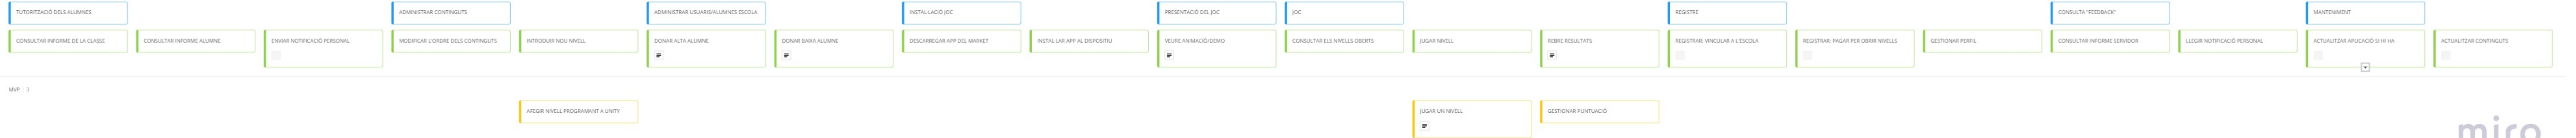 TUTORITZACIÓ DELS ALUMNES
ADMINISTRAR CONTINGUTS
ADMINISTRAR USUARIS/ALUMNES ESCOLA
INSTAL·LACIÓ JOC
PRESENTACIÓ DEL JOC
JOC
REGISTRE
CONSULTA "FEEDBACK"
MANTENIMENT
CONSULTAR INFORME DE LA CLASSE
CONSULTAR INFORME ALUMNE
ENVIAR NOTIFICACIÓ PERSONAL
MODIFICAR L'ORDRE DELS CONTINGUTS
INTRODUIR NOU NIVELL
DONAR ALTA ALUMNE
DONAR BAIXA ALUMNE
DESCARREGAR APP DEL MARKET
INSTAL·LAR APP AL DISPOSITIU
VEURE ANIMACIÓ/DEMO
CONSULTAR ELS NIVELLS OBERTS
JUGAR NIVELL
REBRE RESULTATS
REGISTRAR: VINCULAR A L'ESCOLA
REGISTRAR: PAGAR PER OBRIR NIVELLS
GESTIONAR PERFIL
CONSULTAR INFORME SERVIDOR
LLEGIR NOTIFICACIÓ PERSONAL
ACTUALITZAR APLICACIÓ SI HI HA
ACTUALITZAR CONTINGUTS
MVP 3
AFEGIR NIVELL PROGRAMANT A UNITY
JUGAR UN NIVELL
GESTIONAR PUNTUACIÓ
miro